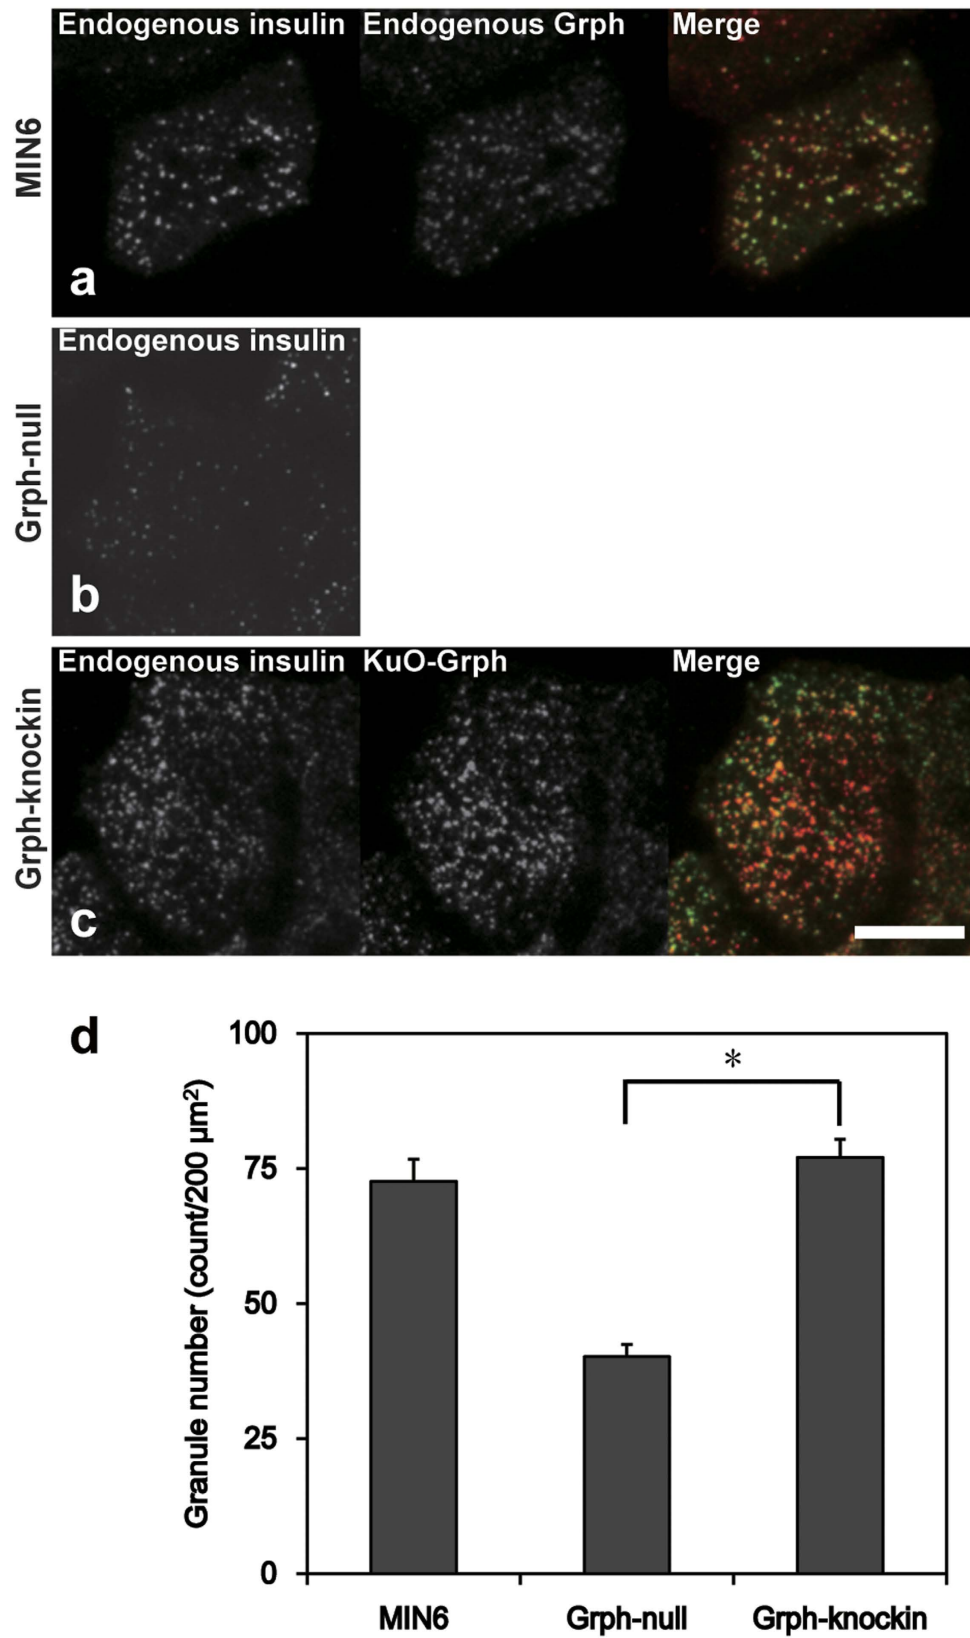 Endogenous insulin Endogenous Grph Merge
MIN6
a
Endogenous insulin
Grph-null
b
Endogenous insulin KuO-Grph Merge
Grph-knockin
c
d
*
100
75
50
25
0
Granule number (count/200 μm²)
MIN6 Grph-null Grph-knockin